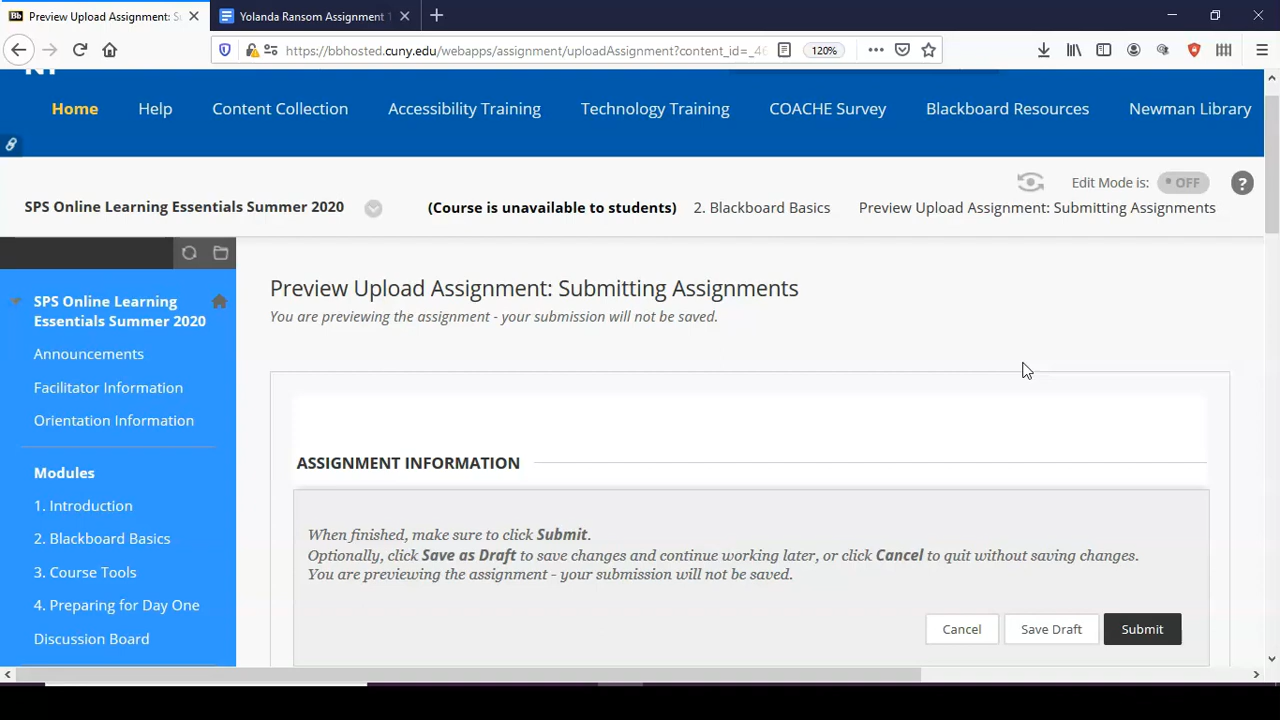 Preview Upload Assignment: Su
Yolanda Ransom Assignment 1
https://bbhosted.cuny.edu/webapps/assignment/uploadAssignment?content_id=_46
120%
Home Help Content Collection Accessibility Training Technology Training COACHE Survey Blackboard Resources Newman Library
Edit Mode is: OFF ?
SPS Online Learning Essentials Summer 2020 (Course is unavailable to students) 2. Blackboard Basics Preview Upload Assignment: Submitting Assignments
SPS Online Learning
Essentials Summer 2020
Announcements
Facilitator Information
Orientation Information
Modules
1. Introduction
2. Blackboard Basics
3. Course Tools
4. Preparing for Day One
Discussion Board
Preview Upload Assignment: Submitting Assignments
You are previewing the assignment - your submission will not be saved.
ASSIGNMENT INFORMATION
When finished, make sure to click Submit.
Optionally, click Save as Draft to save changes and continue working later, or click Cancel to quit without saving changes.
You are previewing the assignment - your submission will not be saved.
Cancel Save Draft Submit